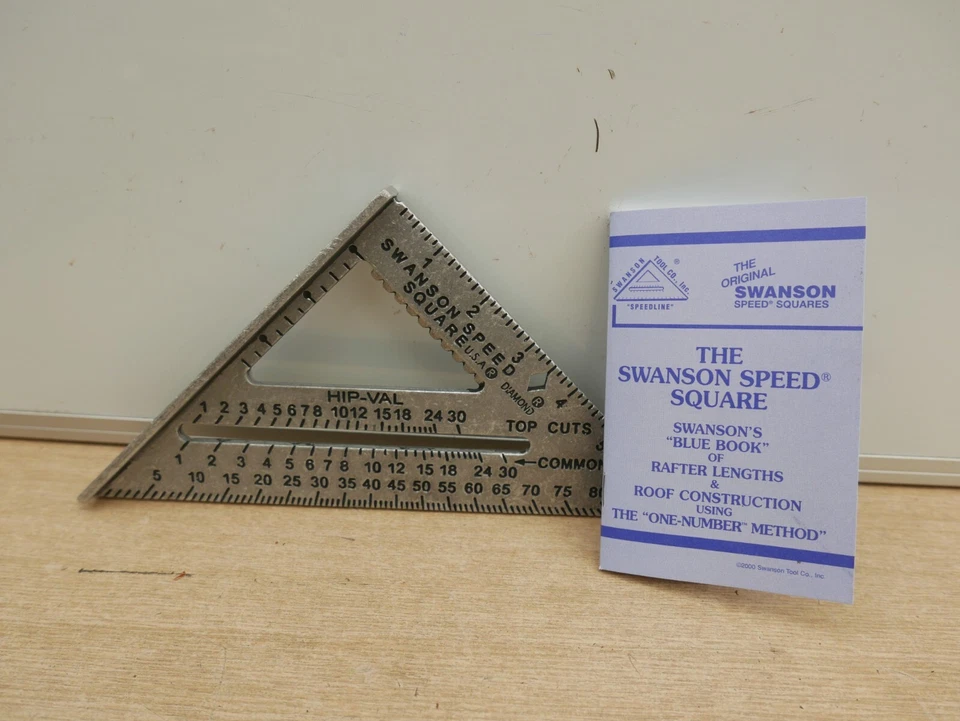 SWANSON SPEED
SQUARE U.S.A ®
1 2 3 4
DIAMOND ®
HIP-VAL
1 2 3 4 5 6 7 8 10 12 15 18 24 30
TOP CUTS
1 2 3 4 5 6 7 8 10 12 15 18 24 30
COMMON
5 10 15 20 25 30 35 40 45 50 55 60 65 70 75
SWANSON TOOL CO., Inc. ®
"SPEEDLINE"
THE
ORIGINAL
SWANSON
SPEED® SQUARES
THE
SWANSON SPEED®
SQUARE
SWANSON'S
"BLUE BOOK"
OF
RAFTER LENGTHS
&
ROOF CONSTRUCTION
USING
THE "ONE-NUMBER™ METHOD"
©2000 Swanson Tool Co., Inc.